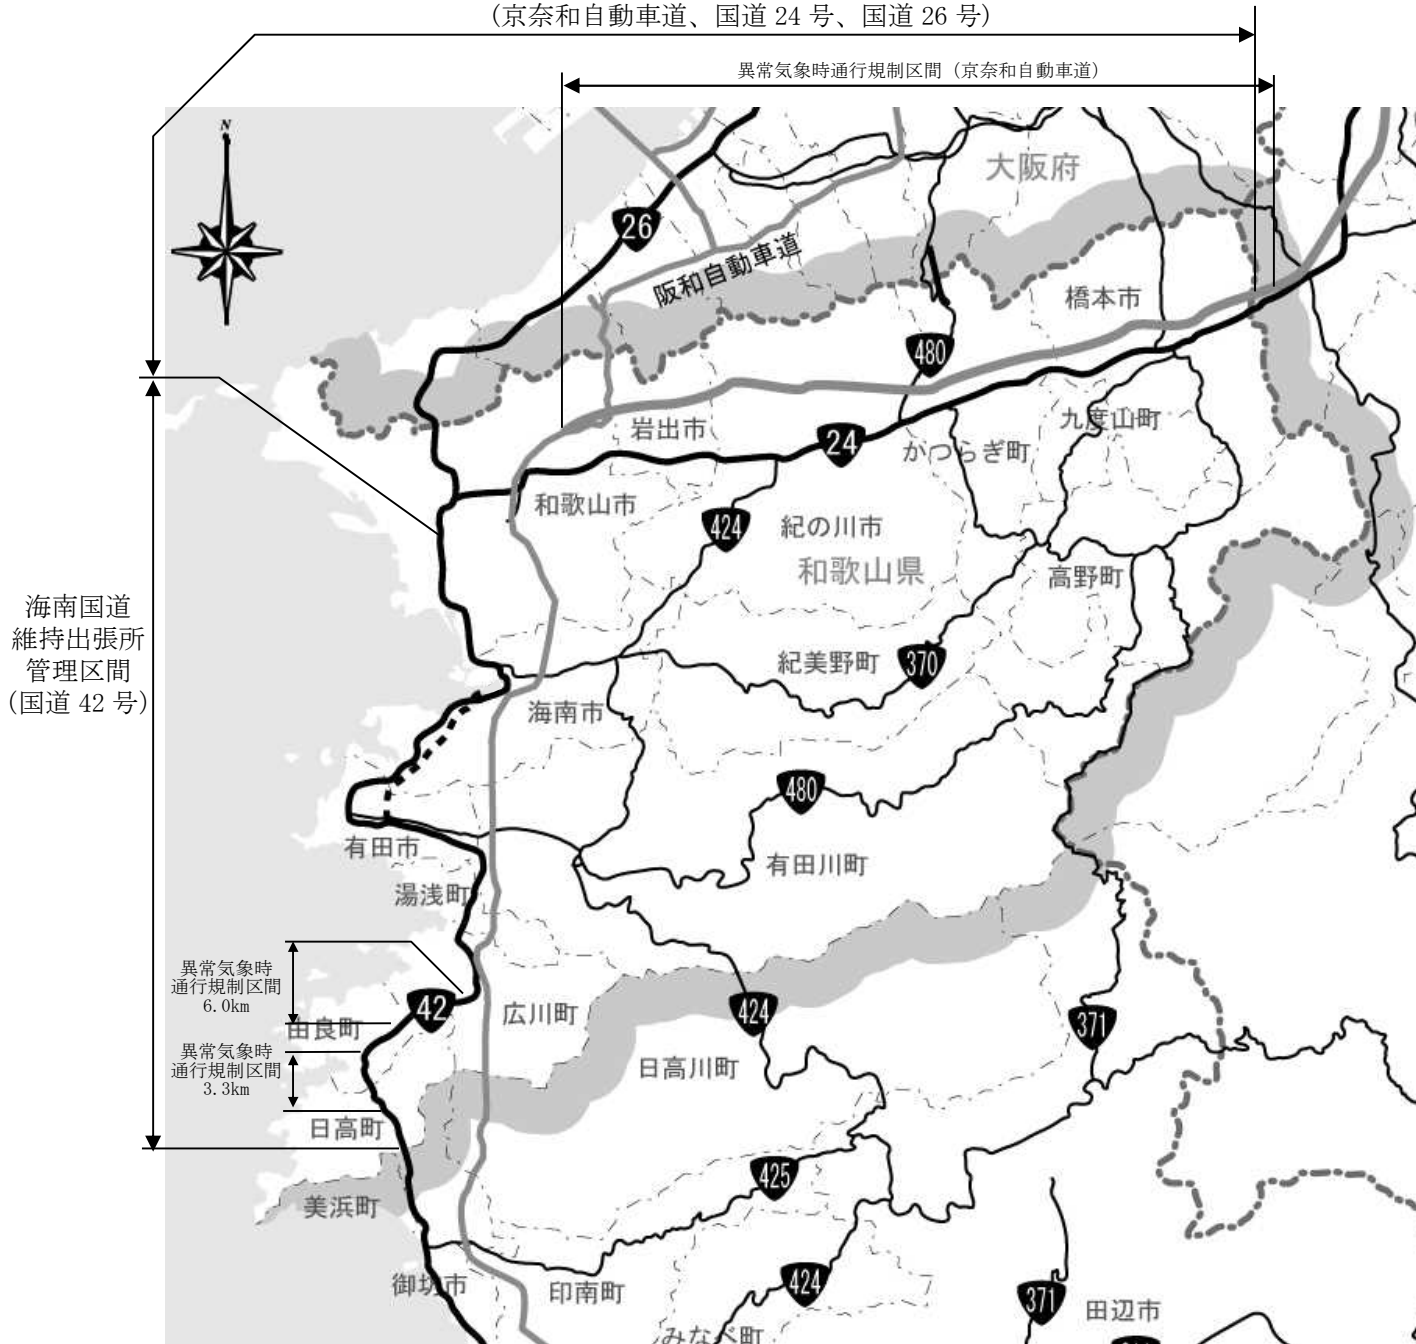 (京奈和自動車道、国道 24 号、国道 26 号)
異常気象時通行規制区間 (京奈和自動車道)
N
大阪府
26
阪和自動車道
橋本市
480
岩出市
24
九度山町
かつらぎ町
和歌山市
424
紀の川市
和歌山県
高野町
海南国道
維持出張所
管理区間
(国道 42 号)
紀美野町
370
海南市
480
有田市
有田川町
湯浅町
異常気象時
通行規制区間
6.0km
42
広川町
424
371
由良町
異常気象時
通行規制区間
3.3km
日高川町
日高町
425
美浜町
御坊市
印南町
424
371
田辺市
みなべ町